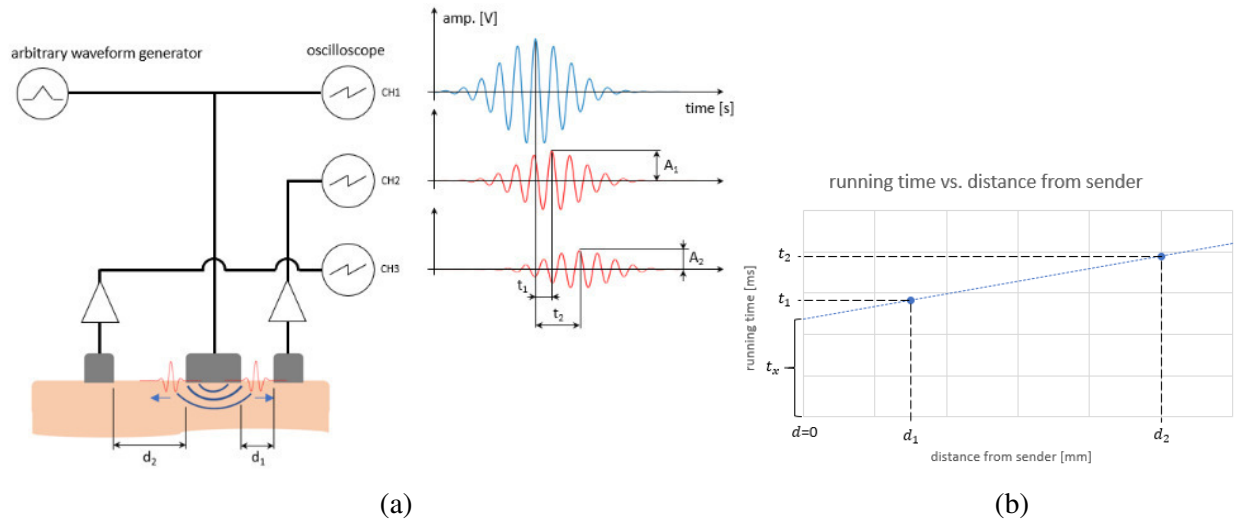 arbitrary waveform generator
oscilloscope
amp. [V]
CH1
time [s]
CH2
A₁
CH3
A₂
t₁
t₂
d₂
d₁
(a)
running time vs. distance from sender
running time [ms]
t₂
t₁
tₓ
d=0
d₁
d₂
distance from sender [mm]
(b)